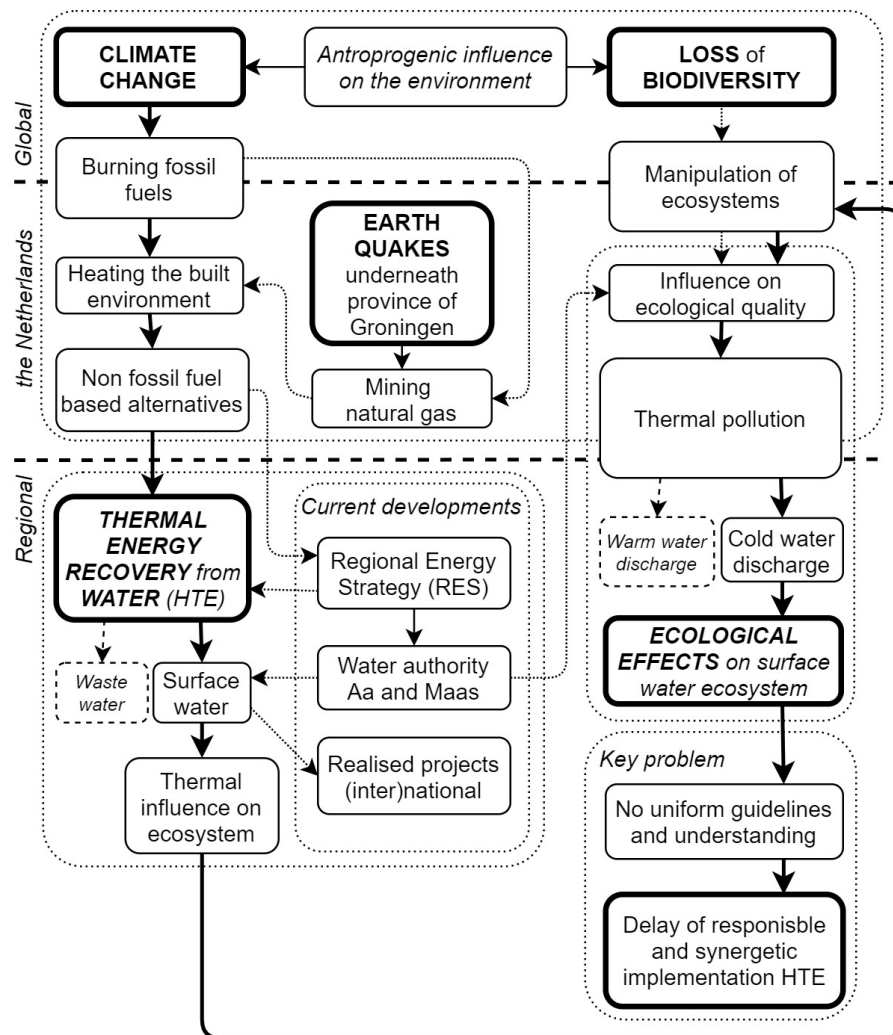 CLIMATE
CHANGE
Antroprogenic influence
on the environment
LOSS of
BIODIVERSITY
Global
Burning fossil
fuels
Manipulation of
ecosystems
the Netherlands
EARTH
QUAKES
underneath
province of
Groningen
Heating the built
environment
Influence on
ecological quality
Non fossil fuel
based alternatives
Mining
natural gas
Thermal pollution
Regional
THERMAL
ENERGY
RECOVERY from
WATER (HTE)
Current developments
Regional Energy
Strategy (RES)
Warm water
discharge
Cold water
discharge
Waste
water
Surface
water
Water authority
Aa and Maas
ECOLOGICAL
EFFECTS on surface
water ecosystem
Thermal
influence on
ecosystem
Realised projects
(inter)national
Key problem
No uniform guidelines
and understanding
Delay of responisble
and synergetic
implementation HTE